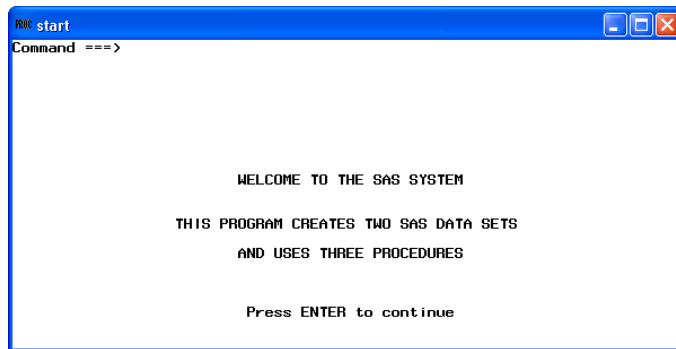 PROC start
Command ===>
WELCOME TO THE SAS SYSTEM
THIS PROGRAM CREATES TWO SAS DATA SETS
AND USES THREE PROCEDURES
Press ENTER to continue